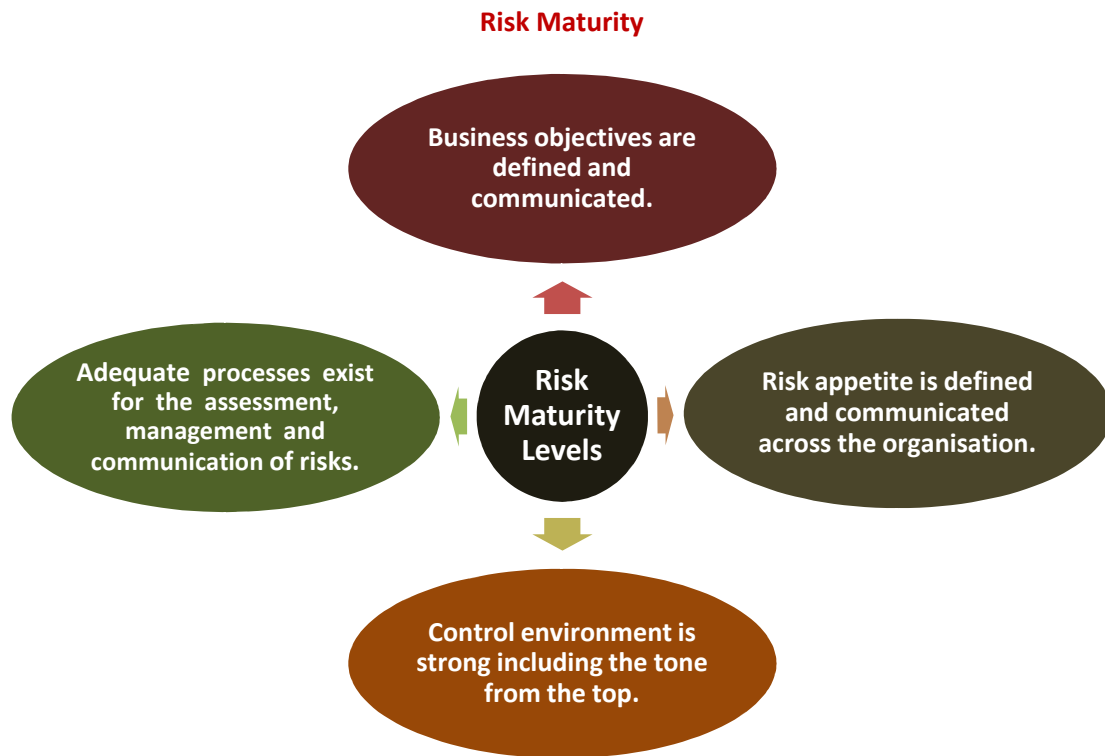 Risk Maturity
Business objectives are
defined and
communicated.
Adequate processes exist
for the assessment,
management and
communication of risks.
Risk
Maturity
Levels
Risk appetite is defined
and communicated
across the organisation.
Control environment is
strong including the tone
from the top.